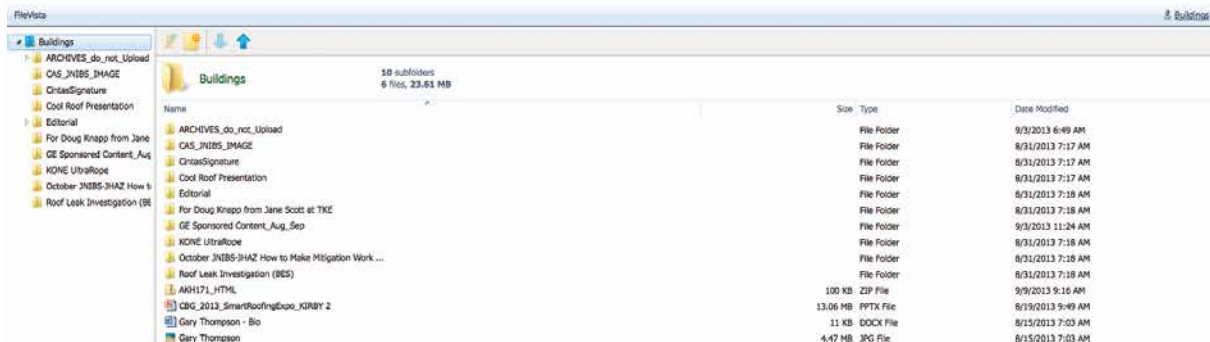 FileVista
Buildings
Buildings
ARCHIVES_do_not_Upload
CAS_JNIBS_IMAGE
CintasSignature
Cool Roof Presentation
Editorial
For Doug Knapp from Jane
GE Sponsored Content_Aug
KONE UltraRope
October JNIBS-JHAZ How t
Roof Leak Investigation (BE
Buildings
10 subfolders
6 files, 23.61 MB
Name Size Type Date Modified
ARCHIVES_do_not_Upload File Folder 9/3/2013 6:49 AM
CAS_JNIBS_IMAGE File Folder 8/31/2013 7:17 AM
CintasSignature File Folder 8/31/2013 7:17 AM
Cool Roof Presentation File Folder 8/31/2013 7:17 AM
Editorial File Folder 8/31/2013 7:18 AM
For Doug Knapp from Jane Scott at TKE File Folder 8/31/2013 7:18 AM
GE Sponsored Content_Aug_Sep File Folder 9/3/2013 11:24 AM
KONE UltraRope File Folder 8/31/2013 7:18 AM
October JNIBS-JHAZ How to Make Mitigation Work ... File Folder 8/31/2013 7:18 AM
Roof Leak Investigation (BES) File Folder 8/31/2013 7:18 AM
AKH171_HTML 100 KB ZIP File 9/9/2013 9:16 AM
CBG_2013_SmartRoofingExpo_KIRBY 2 13.06 MB PPTX File 8/19/2013 9:49 AM
Gary Thompson - Bio 11 KB DOCX File 8/15/2013 7:03 AM
Gary Thompson 4.47 MB JPG File 8/15/2013 7:03 AM